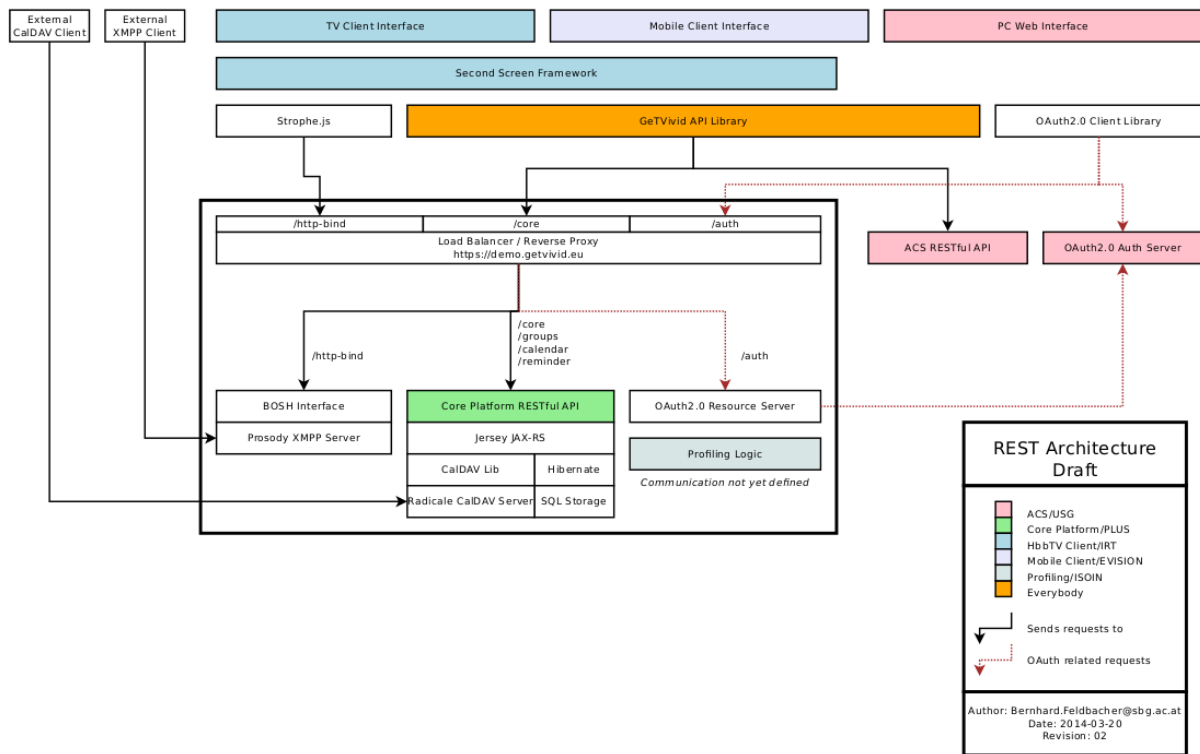 External
CalDAV Client
External
XMPP Client
TV Client Interface
Mobile Client Interface
PC Web Interface
Second Screen Framework
Strophe.js
GeTVivid API Library
OAuth2.0 Client Library
/http-bind
/core
/auth
Load Balancer / Reverse Proxy
https://demo.getvivid.eu
ACS RESTful API
OAuth2.0 Auth Server
/http-bind
/core
/groups
/calendar
/reminder
/auth
BOSH Interface
Prosody XMPP Server
Core Platform RESTful API
Jersey JAX-RS
CalDAV Lib
Hibernate
Radicale CalDAV Server
SQL Storage
OAuth2.0 Resource Server
Profiling Logic
Communication not yet defined
REST Architecture
Draft
ACS/USG
Core Platform/PLUS
HbbTV Client/IRT
Mobile Client/EVISION
Profiling/ISOIN
Everybody
Sends requests to
OAuth related requests
Author: Bernhard.Feldbacher@sbg.ac.at
Date: 2014-03-20
Revision: 02